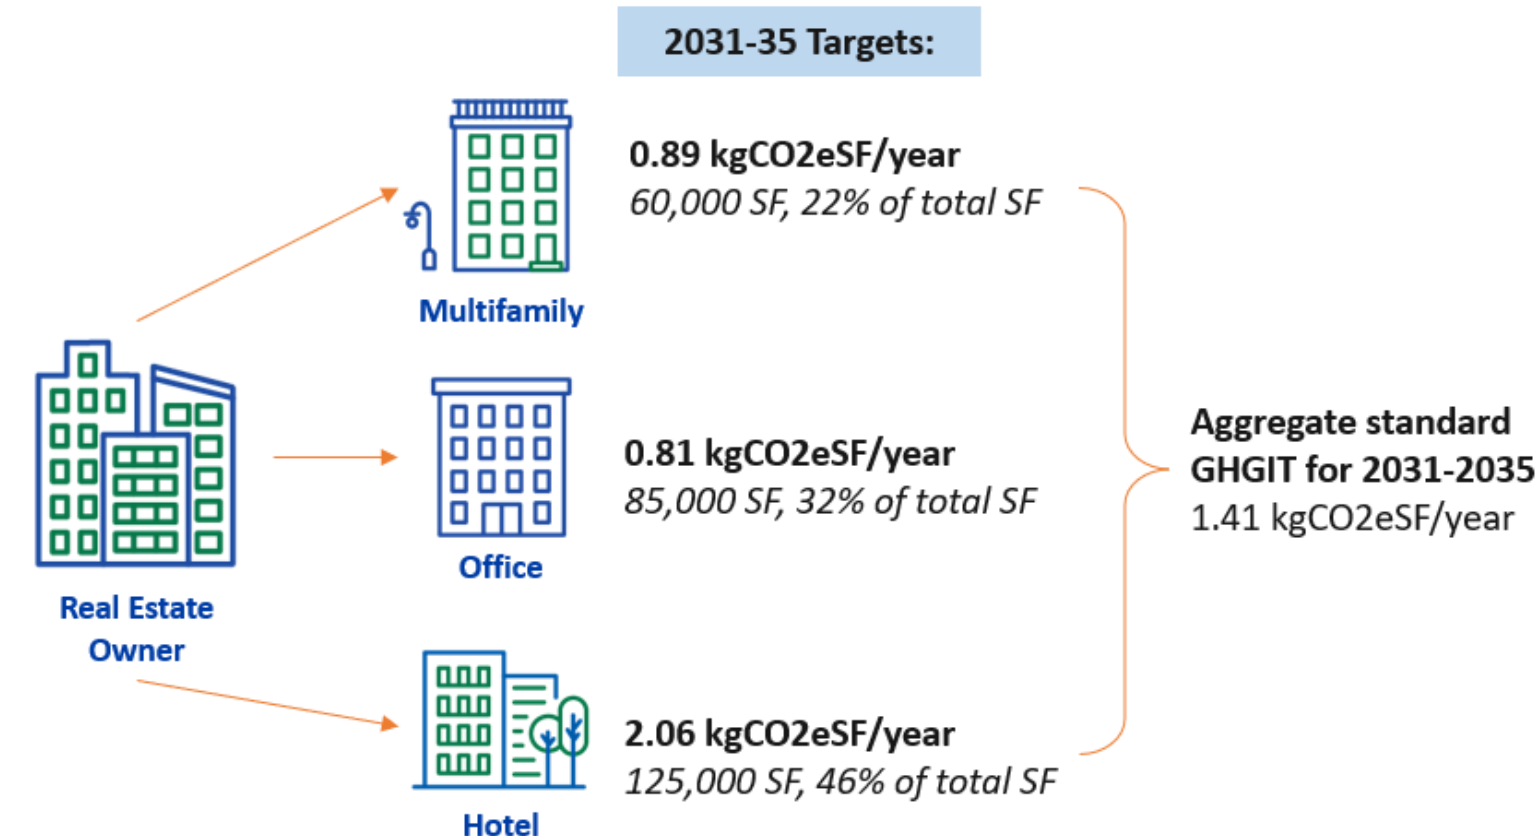 2031-35 Targets:
0.89 kgCO2eSF/year
60,000 SF, 22% of total SF
Multifamily
0.81 kgCO2eSF/year
85,000 SF, 32% of total SF
Office
Real Estate
Owner
2.06 kgCO2eSF/year
125,000 SF, 46% of total SF
Hotel
Aggregate standard
GHGIT for 2031-2035
1.41 kgCO2eSF/year